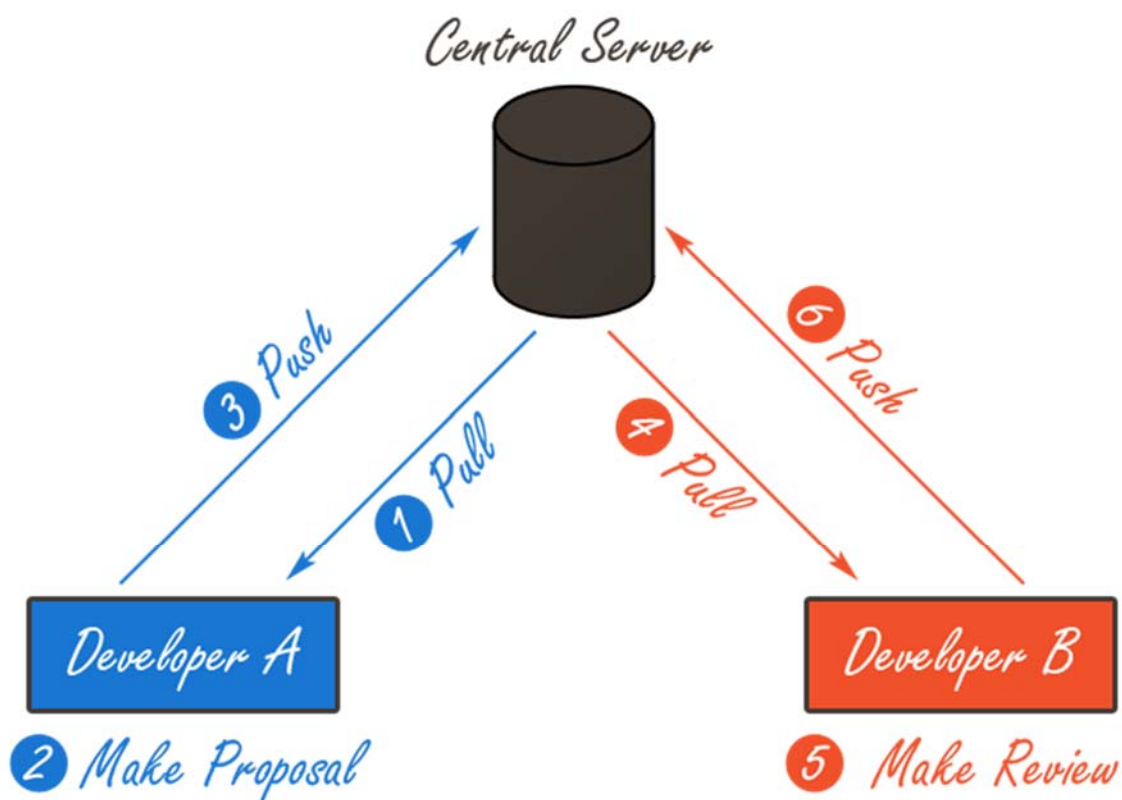 Central Server
3 Push
6 Push
1 Pull
4 Pull
Developer A
Developer B
2 Make Proposal
5 Make Review